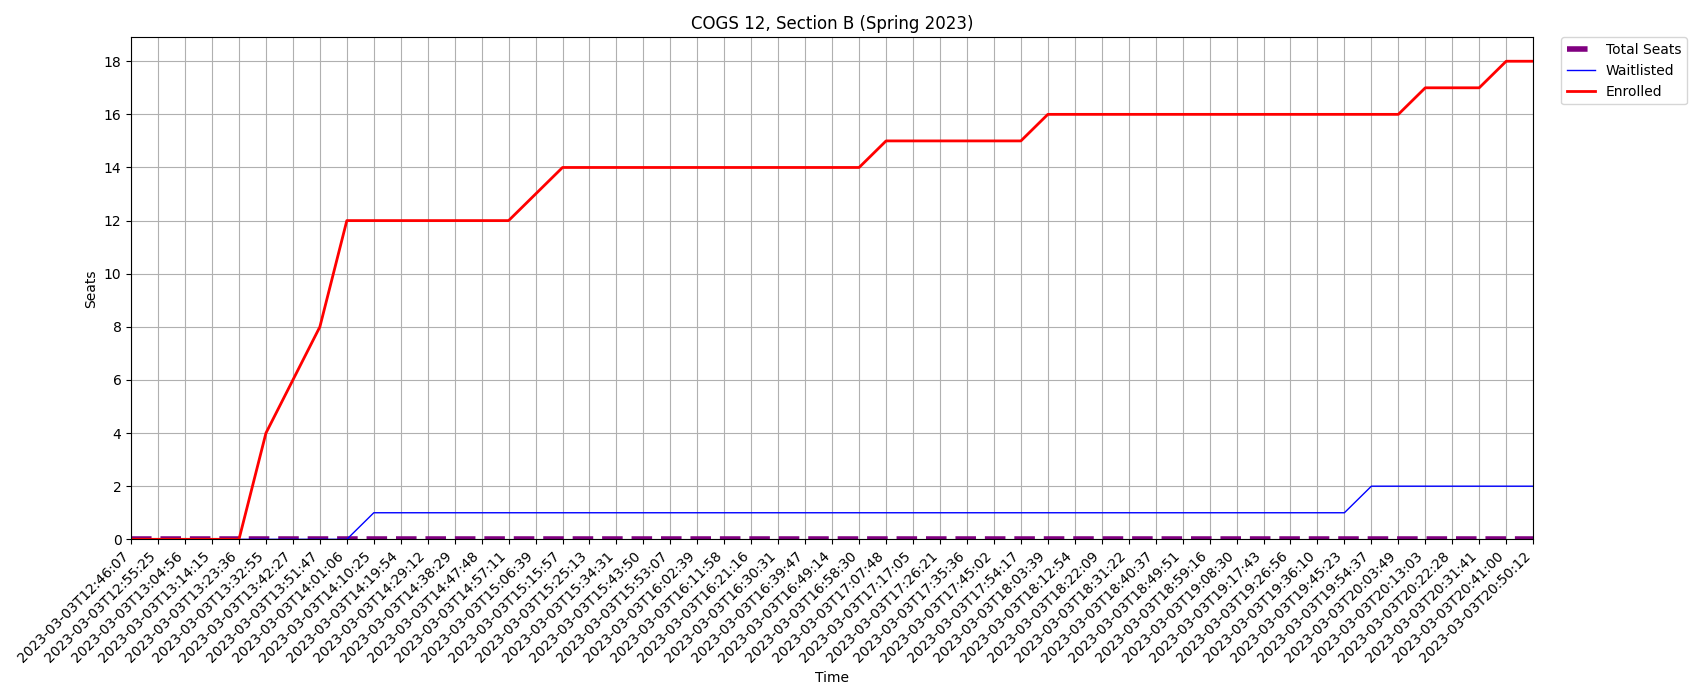 COGS 12, Section B (Spring 2023)
Total Seats
Waitlisted
Enrolled
Seats
18
16
14
12
10
8
6
4
2
0
2023-03-03T12:46:07
2023-03-03T12:55:25
2023-03-03T13:04:56
2023-03-03T13:14:15
2023-03-03T13:23:36
2023-03-03T13:32:55
2023-03-03T13:42:27
2023-03-03T13:51:47
2023-03-03T14:01:06
2023-03-03T14:10:25
2023-03-03T14:19:54
2023-03-03T14:29:12
2023-03-03T14:38:29
2023-03-03T14:47:48
2023-03-03T14:57:11
2023-03-03T15:06:39
2023-03-03T15:15:57
2023-03-03T15:25:13
2023-03-03T15:34:31
2023-03-03T15:43:50
2023-03-03T15:53:07
2023-03-03T16:02:39
2023-03-03T16:11:58
2023-03-03T16:21:16
2023-03-03T16:30:31
2023-03-03T16:39:47
2023-03-03T16:49:14
2023-03-03T16:58:30
2023-03-03T17:07:48
2023-03-03T17:17:05
2023-03-03T17:26:21
2023-03-03T17:35:36
2023-03-03T17:45:02
2023-03-03T17:54:17
2023-03-03T18:03:39
2023-03-03T18:12:54
2023-03-03T18:22:09
2023-03-03T18:31:22
2023-03-03T18:40:37
2023-03-03T18:49:51
2023-03-03T18:59:16
2023-03-03T19:08:30
2023-03-03T19:17:43
2023-03-03T19:26:56
2023-03-03T19:36:10
2023-03-03T19:45:23
2023-03-03T19:54:37
2023-03-03T20:03:49
2023-03-03T20:13:03
2023-03-03T20:22:28
2023-03-03T20:31:41
2023-03-03T20:41:00
2023-03-03T20:50:12
Time